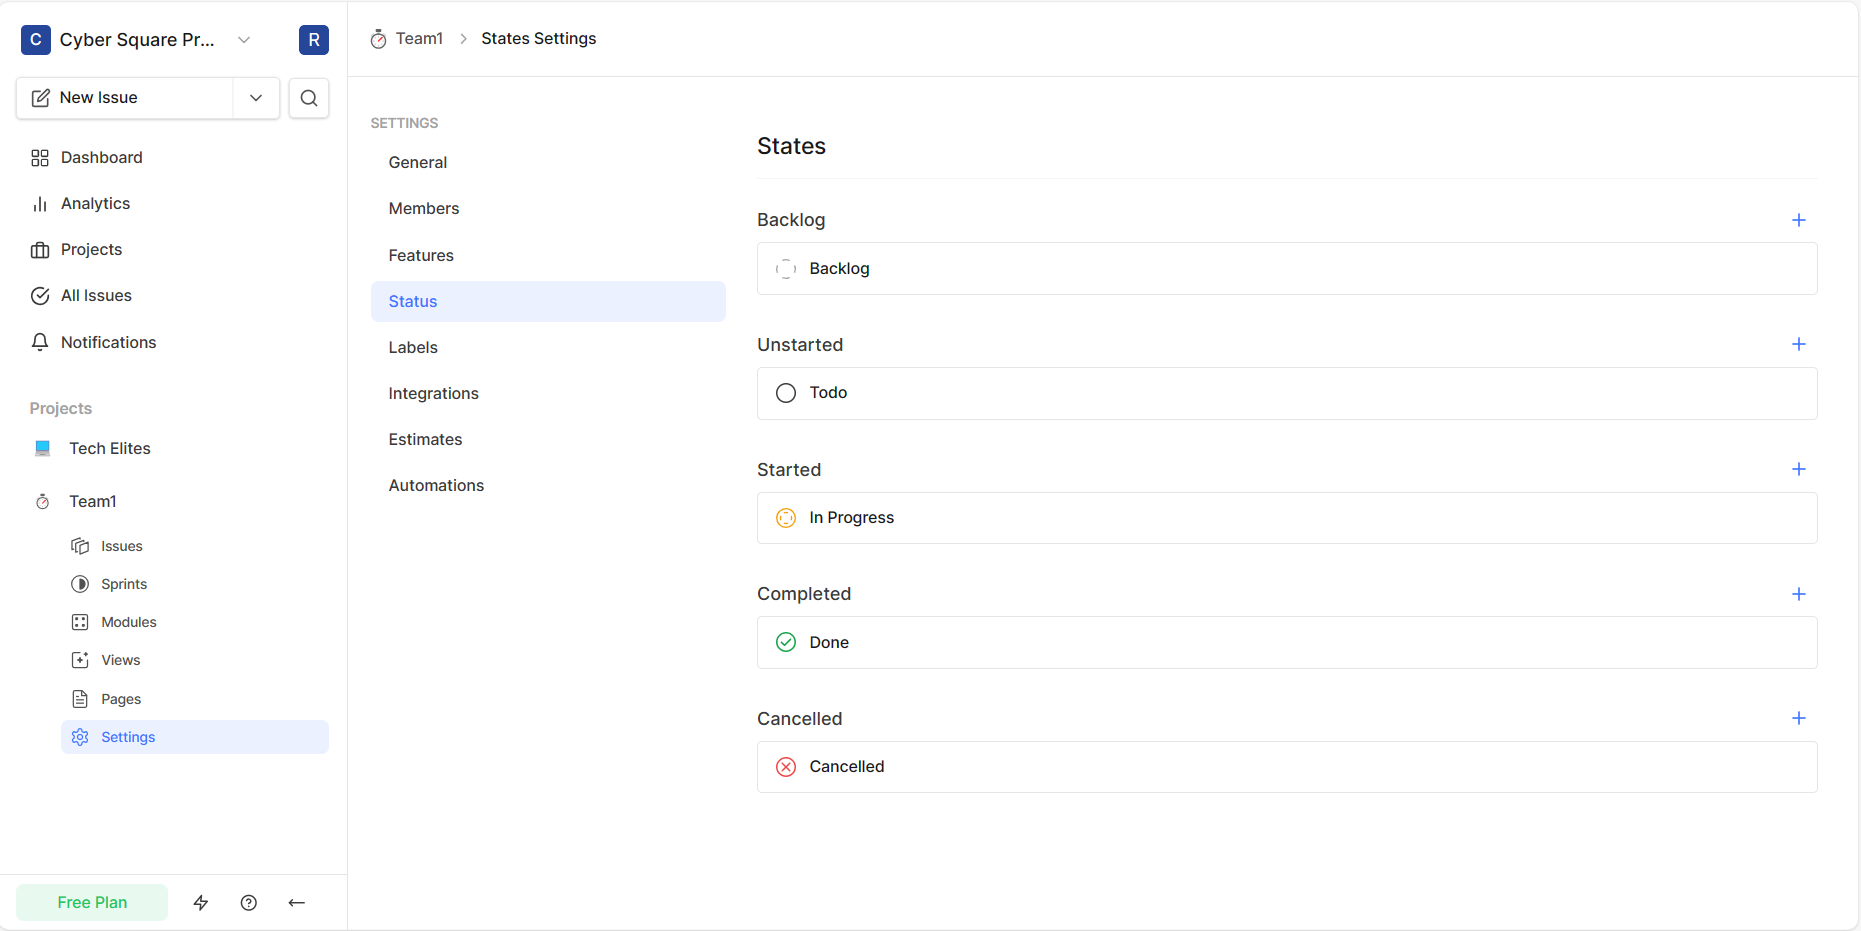 C Cyber Square Pr... R
New Issue
Dashboard
Analytics
Projects
All Issues
Notifications
Projects
Tech Elites
Team1
Issues
Sprints
Modules
Views
Pages
Settings
Free Plan
Team1 > States Settings
SETTINGS
General
Members
Features
Status
Labels
Integrations
Estimates
Automations
States
Backlog
Backlog
Unstarted
Todo
Started
In Progress
Completed
Done
Cancelled
Cancelled